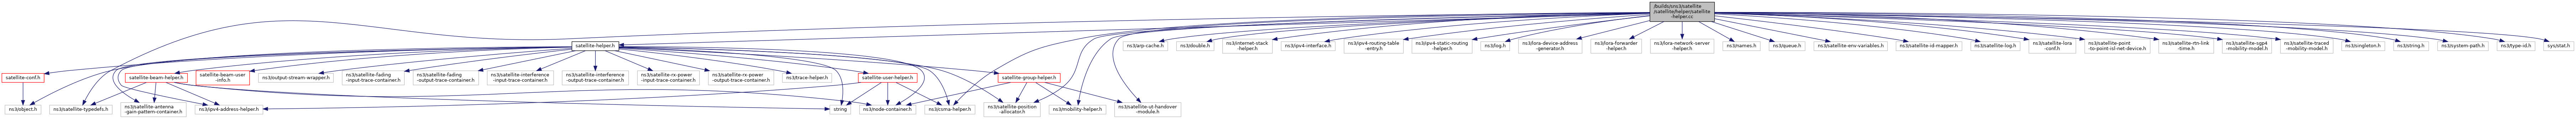 /builds/sns3/satellite
/satellite/helper/satellite
-helper.cc
satellite-helper.h
ns3/arp-cache.h
ns3/double.h
ns3/internet-stack
-helper.h
ns3/ipv4-interface.h
ns3/ipv4-routing-table
-entry.h
ns3/ipv4-static-routing
-helper.h
ns3/log.h
ns3/lora-device-address
-generator.h
ns3/lora-forwarder
-helper.h
ns3/lora-network-server
-helper.h
ns3/names.h
ns3/queue.h
ns3/satellite-env-variables.h
ns3/satellite-id-mapper.h
ns3/satellite-log.h
ns3/satellite-lora
-conf.h
ns3/satellite-point
-to-point-isl-net-device.h
ns3/satellite-rtn-link
-time.h
ns3/satellite-sgp4
-mobility-model.h
ns3/satellite-traced
-mobility-model.h
ns3/singleton.h
ns3/string.h
ns3/system-path.h
ns3/type-id.h
sys/stat.h
satellite-conf.h
satellite-beam-helper.h
satellite-beam-user
-info.h
ns3/output-stream-wrapper.h
ns3/satellite-fading
-input-trace-container.h
ns3/satellite-fading
-output-trace-container.h
ns3/satellite-interference
-input-trace-container.h
ns3/satellite-interference
-output-trace-container.h
ns3/satellite-rx-power
-input-trace-container.h
ns3/satellite-rx-power
-output-trace-container.h
ns3/trace-helper.h
satellite-user-helper.h
satellite-group-helper.h
ns3/object.h
ns3/satellite-typedefs.h
ns3/satellite-antenna
-gain-pattern-container.h
ns3/ipv4-address-helper.h
string
ns3/node-container.h
ns3/csma-helper.h
ns3/satellite-position
-allocator.h
ns3/mobility-helper.h
ns3/satellite-ut-handover
-module.h